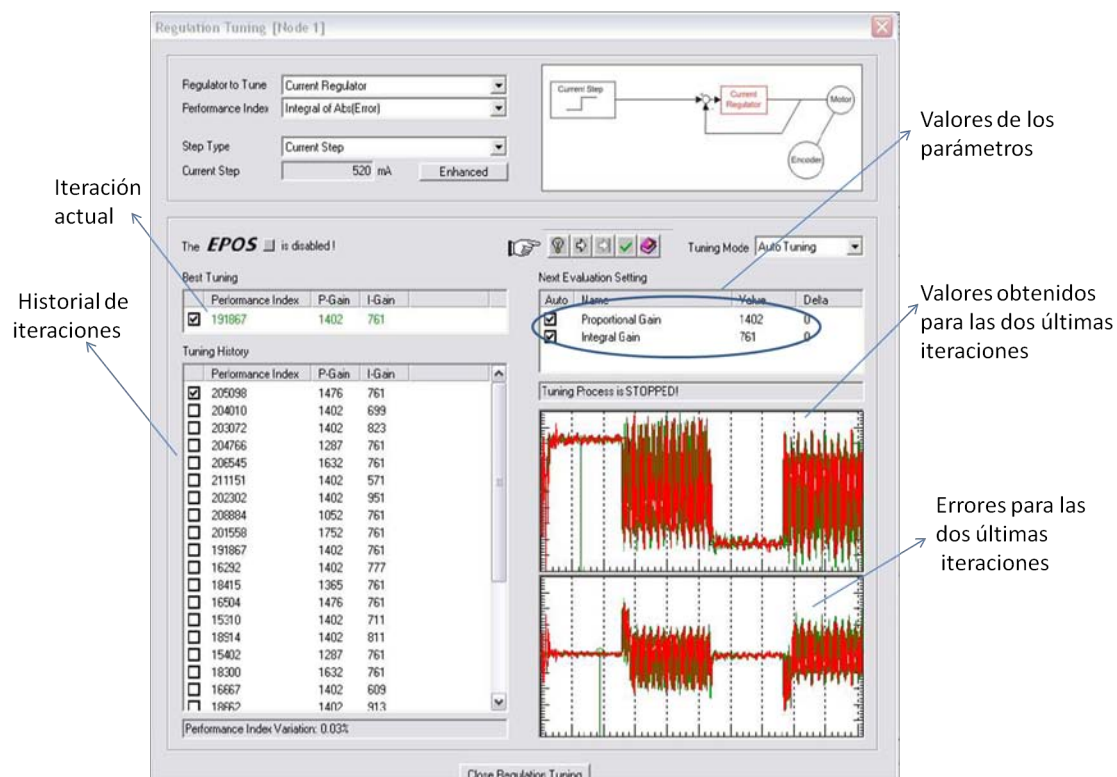 Regulation Tuning [Node 1]
Regulator to Tune Current Regulator
Performance Index Integral of Abs(Error)
Step Type Current Step
Current Step 520 mA Enhanced
Current Step
Current
Regulator
Motor
Encoder
Valores de los
parámetros
Iteración
actual
The EPOS is disabled !
Tuning Mode Auto Tuning
Best Tuning
Performance Index P-Gain I-Gain
191867 1402 761
Next Evaluation Setting
Auto Name Value Delta
Proportional Gain 1402 0
Integral Gain 761 0
Historial de
iteraciones
Valores obtenidos
para las dos últimas
iteraciones
Tuning History
Performance Index P-Gain I-Gain
205098 1476 761
204010 1402 699
203072 1402 823
204766 1287 761
206545 1632 761
211151 1402 571
202302 1402 951
208884 1052 761
201558 1752 761
191867 1402 761
16292 1402 777
18415 1365 761
16504 1476 761
15310 1402 711
18914 1402 811
15402 1287 761
18300 1632 761
16667 1402 609
18662 1402 913
Tuning Process is STOPPED!
Errores para las
dos últimas
iteraciones
Performance Index Variation: 0.03%
Close Regulation Tuning